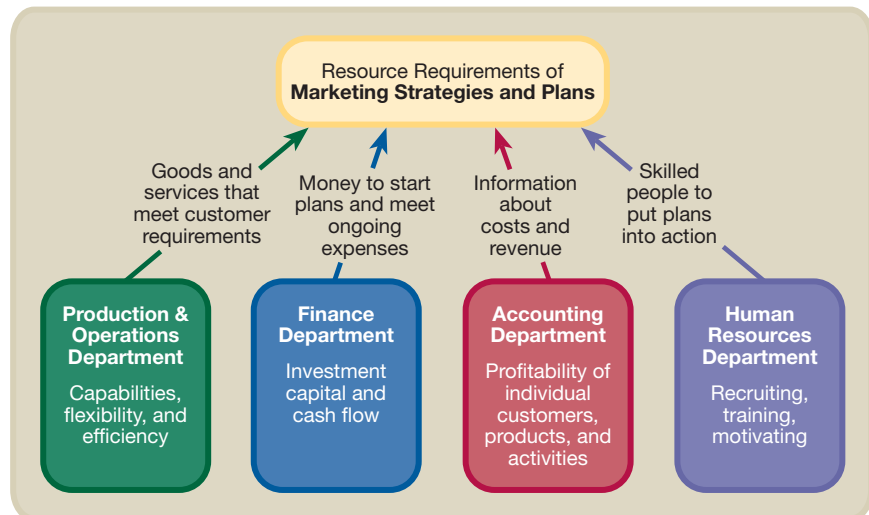 Resource Requirements of
Marketing Strategies and Plans
Goods and
services that
meet customer
requirements
Money to start
plans and meet
ongoing
expenses
Information
about
costs and
revenue
Skilled
people to
put plans
into action
Production &
Operations
Department
Capabilities,
flexibility, and
efficiency
Finance
Department
Investment
capital and
cash flow
Accounting
Department
Profitability of
individual
customers,
products, and
activities
Human
Resources
Department
Recruiting,
training,
motivating